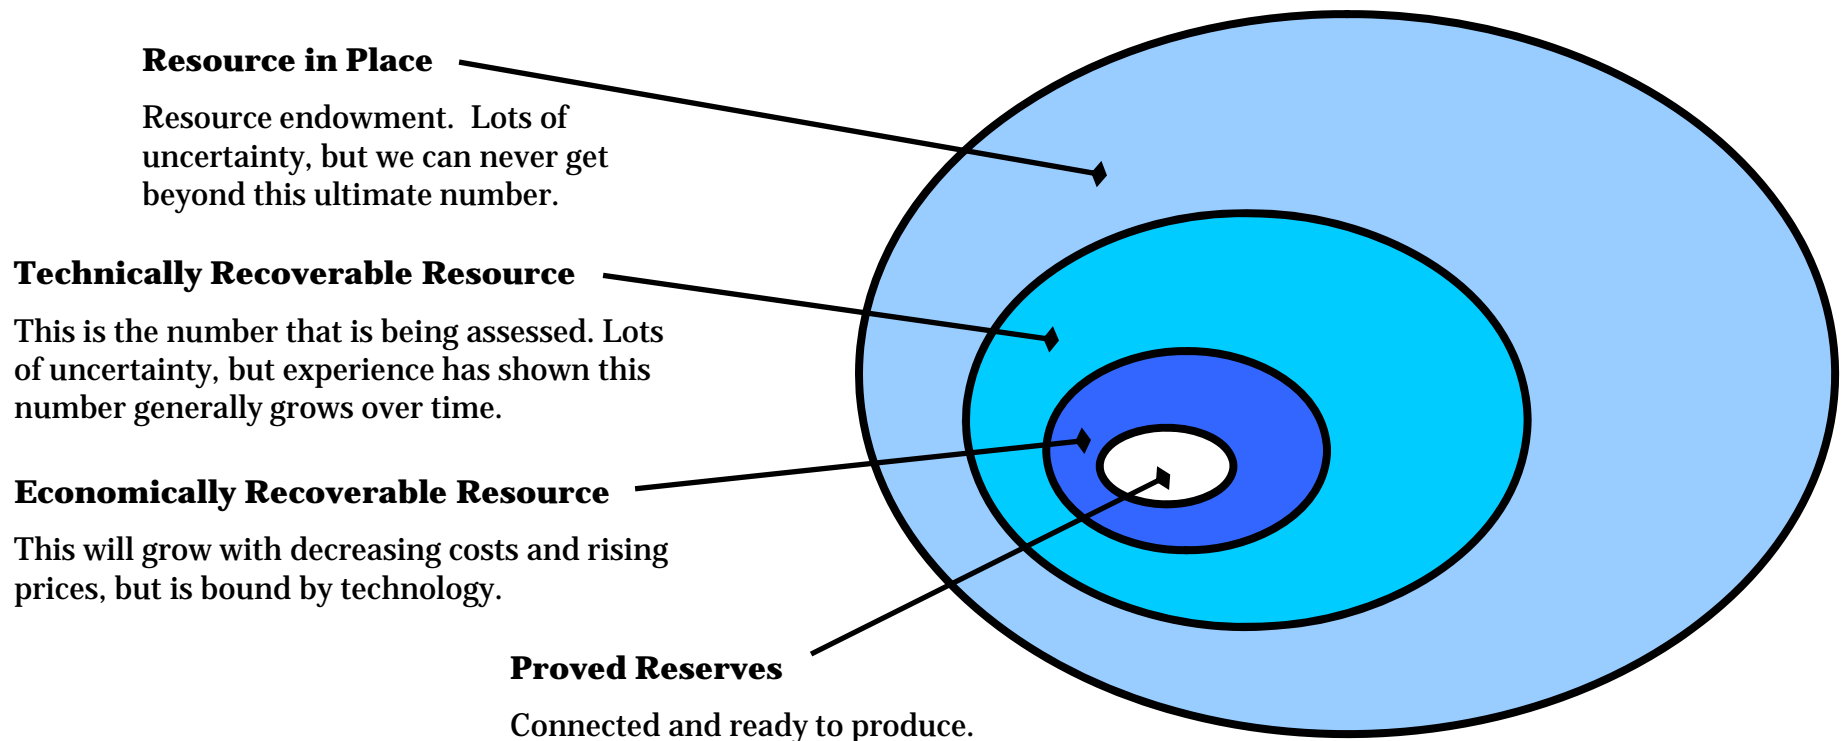 Resource in Place
Resource endowment.  Lots of
uncertainty, but we can never get
beyond this ultimate number.
Technically Recoverable Resource
This is the number that is being assessed. Lots
of uncertainty, but experience has shown this
number generally grows over time.
Economically Recoverable Resource
This will grow with decreasing costs and rising
prices, but is bound by technology.
Proved Reserves
Connected and ready to produce.